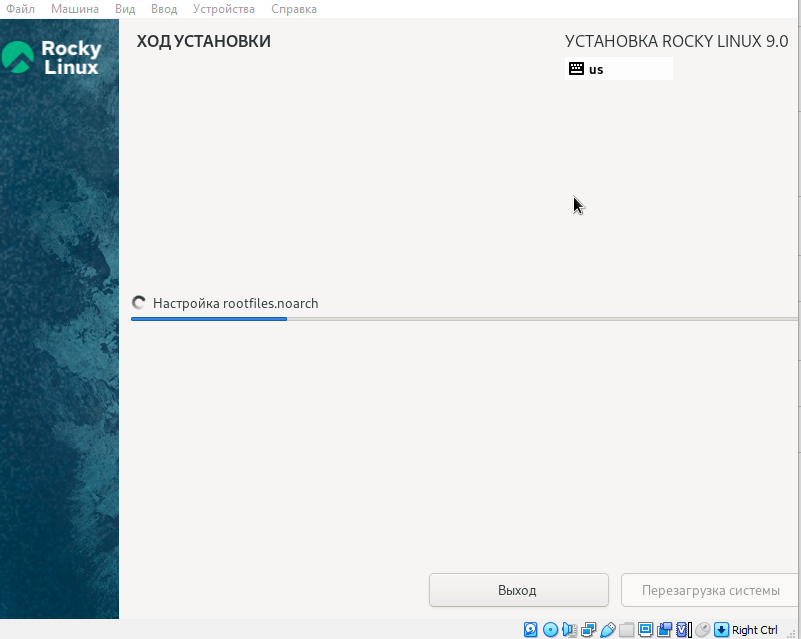 Файл Машина Вид Ввод Устройства Справка
Rocky
Linux
ХОД УСТАНОВКИ
УСТАНОВКА ROCKY LINUX 9.0
us
Настройка rootfiles.noarch
Выход
Перезагрузка системы
Right Ctrl